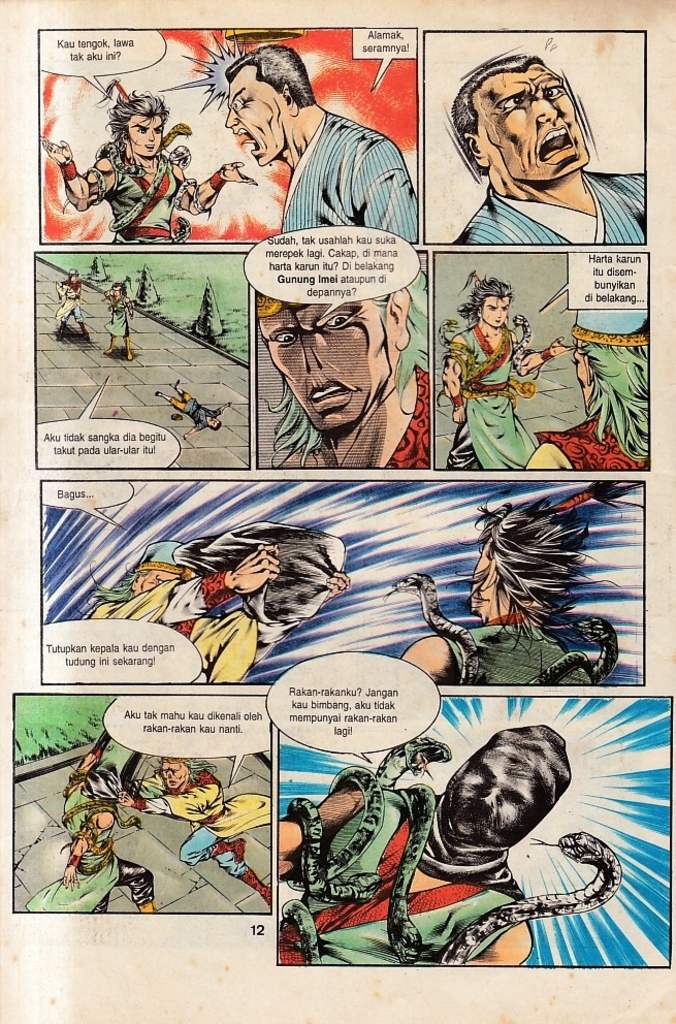 Kau tengok, lawa
tak aku ini?
Alamak,
seramnya!
Sudah, tak usahlah kau suka
merepek lagi. Cakap, di mana
harta karun itu? Di belakang
Gunung Imei ataupun di
depannya?
Harta karun
itu disem-
bunyikan
di belakang...
Aku tidak sangka dia begitu
takut pada ular-ular itu!
Bagus...
Tutupkan kepala kau dengan
tudung ini sekarang!
Aku tak mahu kau dikenali oleh
rakan-rakan kau nanti.
Rakan-rakanku? Jangan
kau bimbang, aku tidak
mempunyai rakan-rakan
lagi!
12